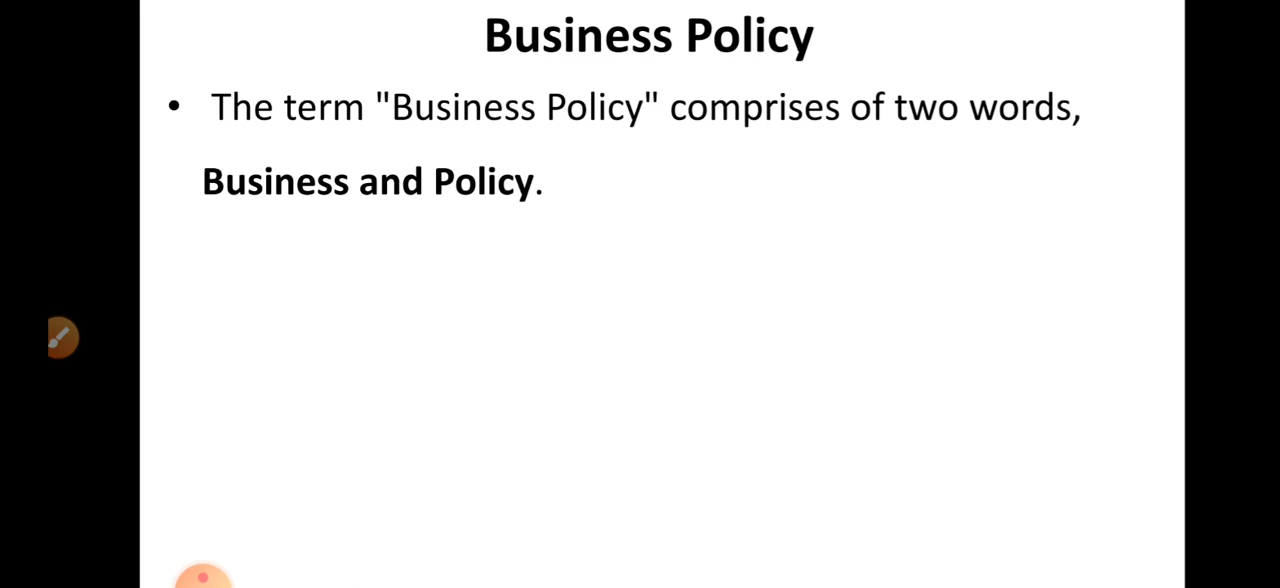 Business Policy
• The term "Business Policy" comprises of two words,
Business and Policy.